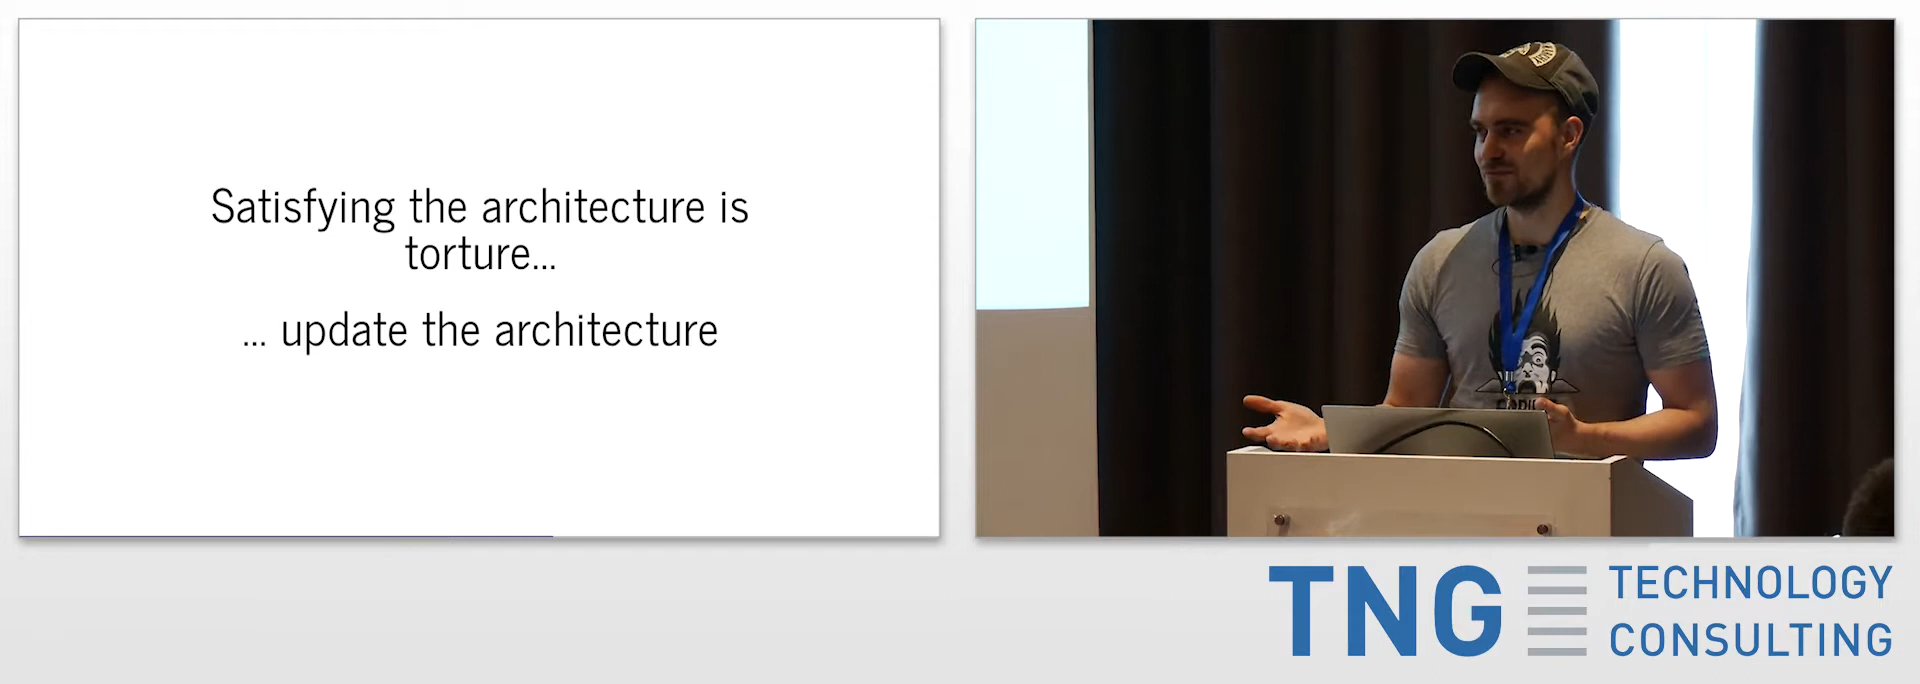 Satisfying the architecture is
torture...
... update the architecture
TNG TECHNOLOGY
CONSULTING